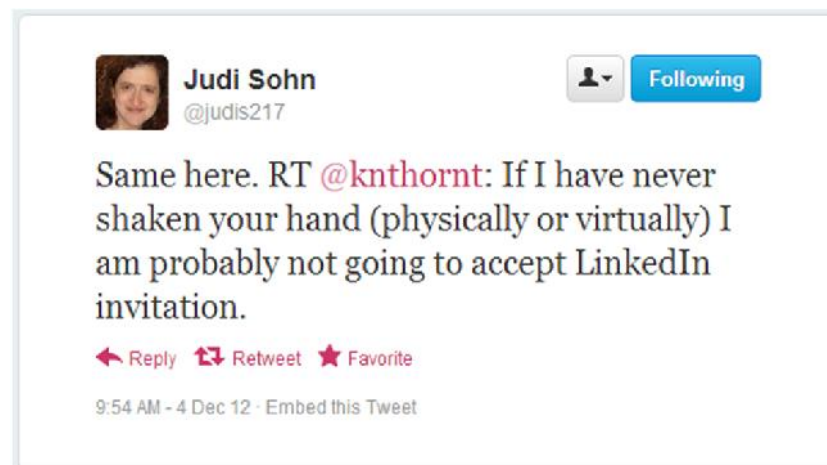 Judi Sohn
@judis217
Following
Same here. RT @knthornt: If I have never
shaken your hand (physically or virtually) I
am probably not going to accept LinkedIn
invitation.
Reply Retweet Favorite
9:54 AM - 4 Dec 12 · Embed this Tweet